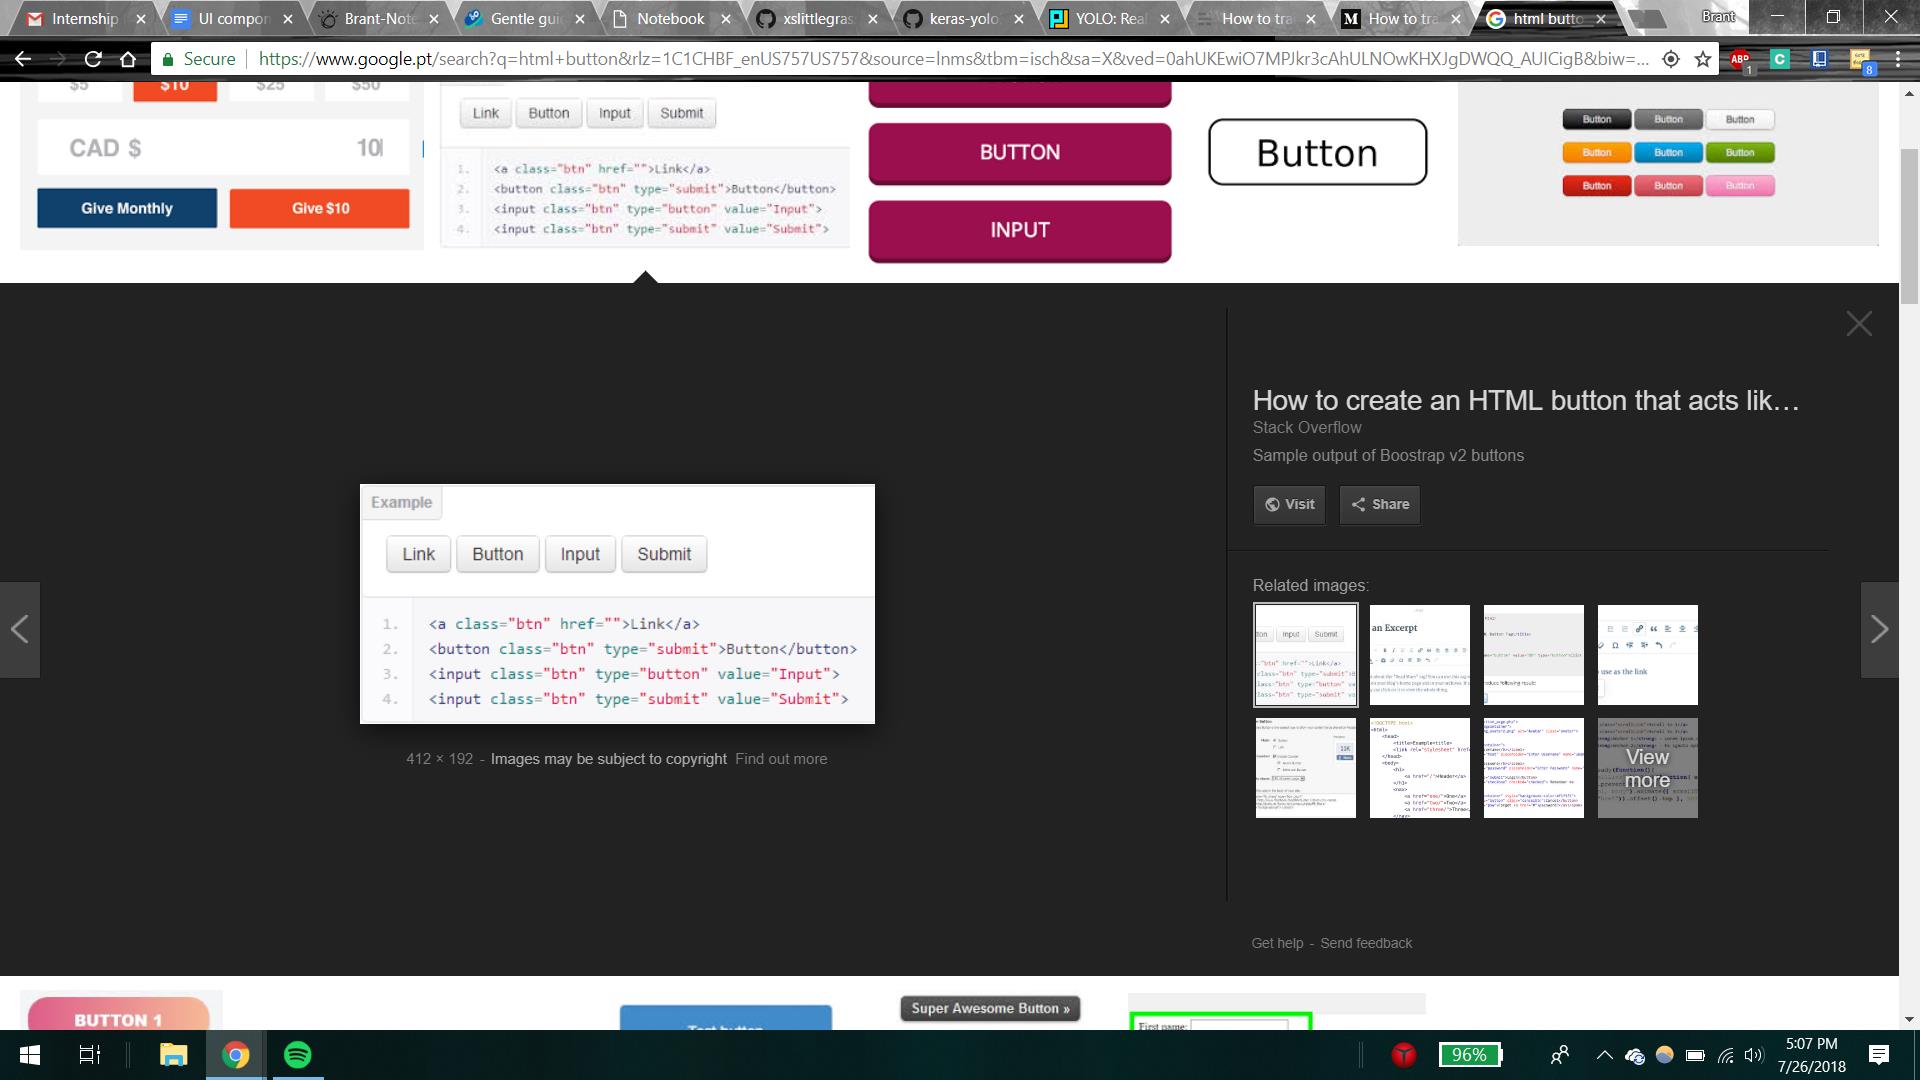 Internship
UI compon
Brant-Note
Gentle gui
Notebook
xslittlegras
keras-yolo
YOLO: Real
How to tra
How to tra
html butto
Brant
Secure
https://www.google.pt/search?q=html+button&rlz=1C1CHBF_enUS757US757&source=lnms&tbm=isch&sa=X&ved=0ahUKEwiO7MPJkr3cAhULNOwKHXJgDWQQ_AUICigB&biw=...
ABP
1
8
$5
$10
$25
$50
CAD $
10
Give Monthly
Give $10
Link
Button
Input
Submit
1. <a class="btn" href="">Link</a>
2. <button class="btn" type="submit">Button</button>
3. <input class="btn" type="button" value="Input">
4. <input class="btn" type="submit" value="Submit">
BUTTON
INPUT
Button
Button Button Button
Button Button Button
Button Button Button
Example
Link
Button
Input
Submit
1. <a class="btn" href="">Link</a>
2. <button class="btn" type="submit">Button</button>
3. <input class="btn" type="button" value="Input">
4. <input class="btn" type="submit" value="Submit">
412 × 192 - Images may be subject to copyright Find out more
How to create an HTML button that acts lik...
Stack Overflow
Sample output of Boostrap v2 buttons
Visit
Share
Related images:
Input
Submit
an Excerpt
use as the link
View
more
Get help - Send feedback
BUTTON 1
Super Awesome Button »
First name:
96%
5:07 PM
7/26/2018